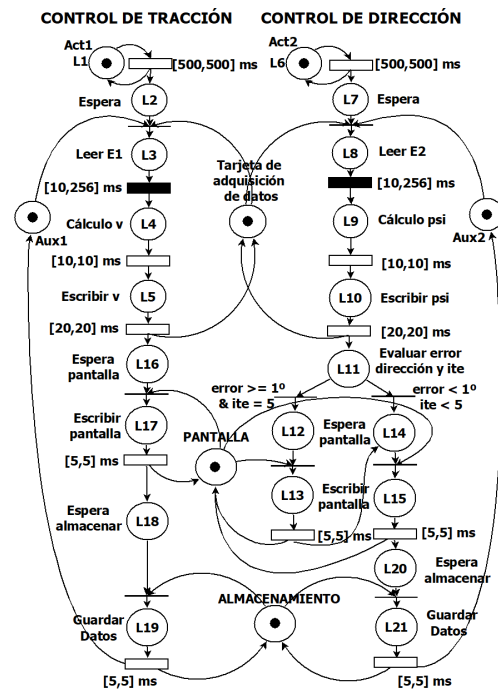 CONTROL DE TRACCIÓN
CONTROL DE DIRECCIÓN
Act1
L1
[500,500] ms
Act2
L6
[500,500] ms
Espera
L2
L7
Espera
Leer E1
L3
L8
Leer E2
[10,256] ms
Tarjeta de
adquisición
de datos
[10,256] ms
Aux1
Cálculo v
L4
L9
Cálculo psi
Aux2
[10,10] ms
[10,10] ms
Escribir v
L5
L10
Escribir psi
[20,20] ms
[20,20] ms
Espera
pantalla
L16
L11
Evaluar error
dirección y ite
error >= 1º
& ite = 5
error < 1º
ite < 5
Escribir
pantalla
L17
L12
Espera
pantalla
L14
PANTALLA
[5,5] ms
L13
Escribir
pantalla
L15
Espera
almacenar
L18
[5,5] ms
[5,5] ms
L20
Espera
almacenar
ALMACENAMIENTO
Guardar
Datos
L19
L21
Guardar
Datos
[5,5] ms
[5,5] ms